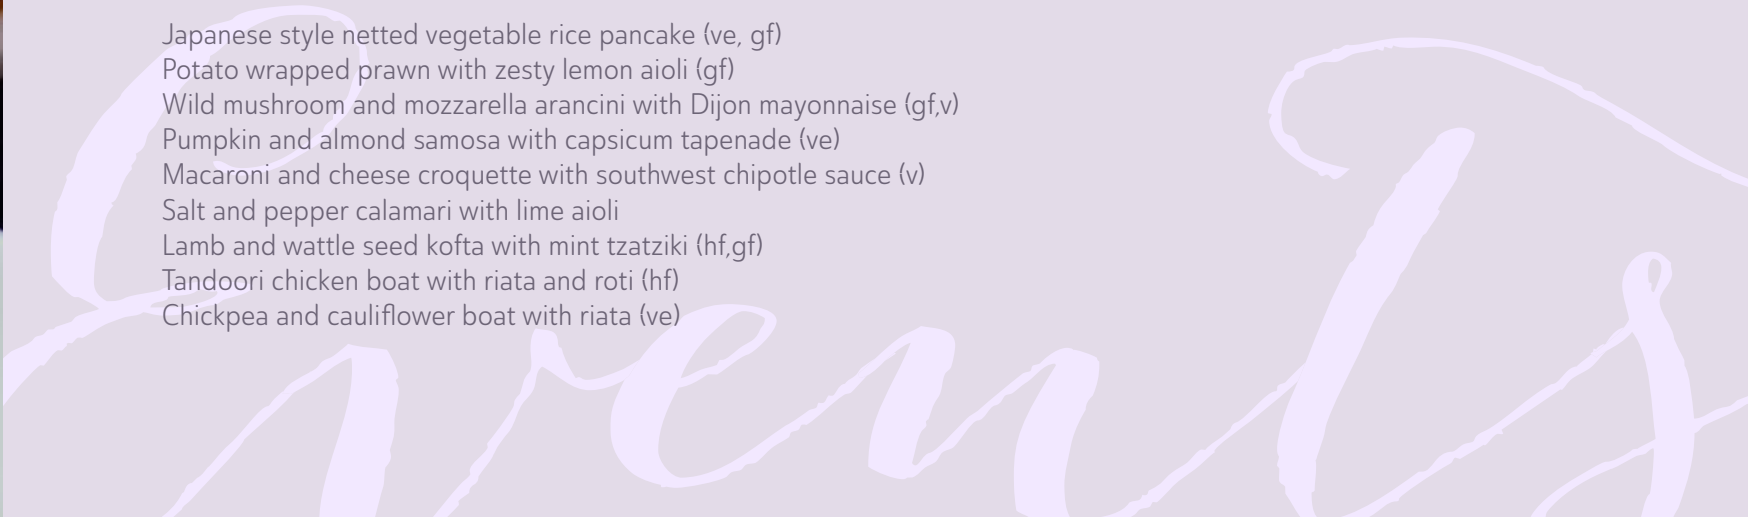 Japanese style netted vegetable rice pancake (ve, gf)
Potato wrapped prawn with zesty lemon aioli (gf)
Wild mushroom and mozzarella arancini with Dijon mayonnaise (gf,v)
Pumpkin and almond samosa with capsicum tapenade (ve)
Macaroni and cheese croquette with southwest chipotle sauce (v)
Salt and pepper calamari with lime aioli
Lamb and wattle seed kofta with mint tzatziki (hf,gf)
Tandoori chicken boat with riata and roti (hf)
Chickpea and cauliflower boat with riata (ve)
Events